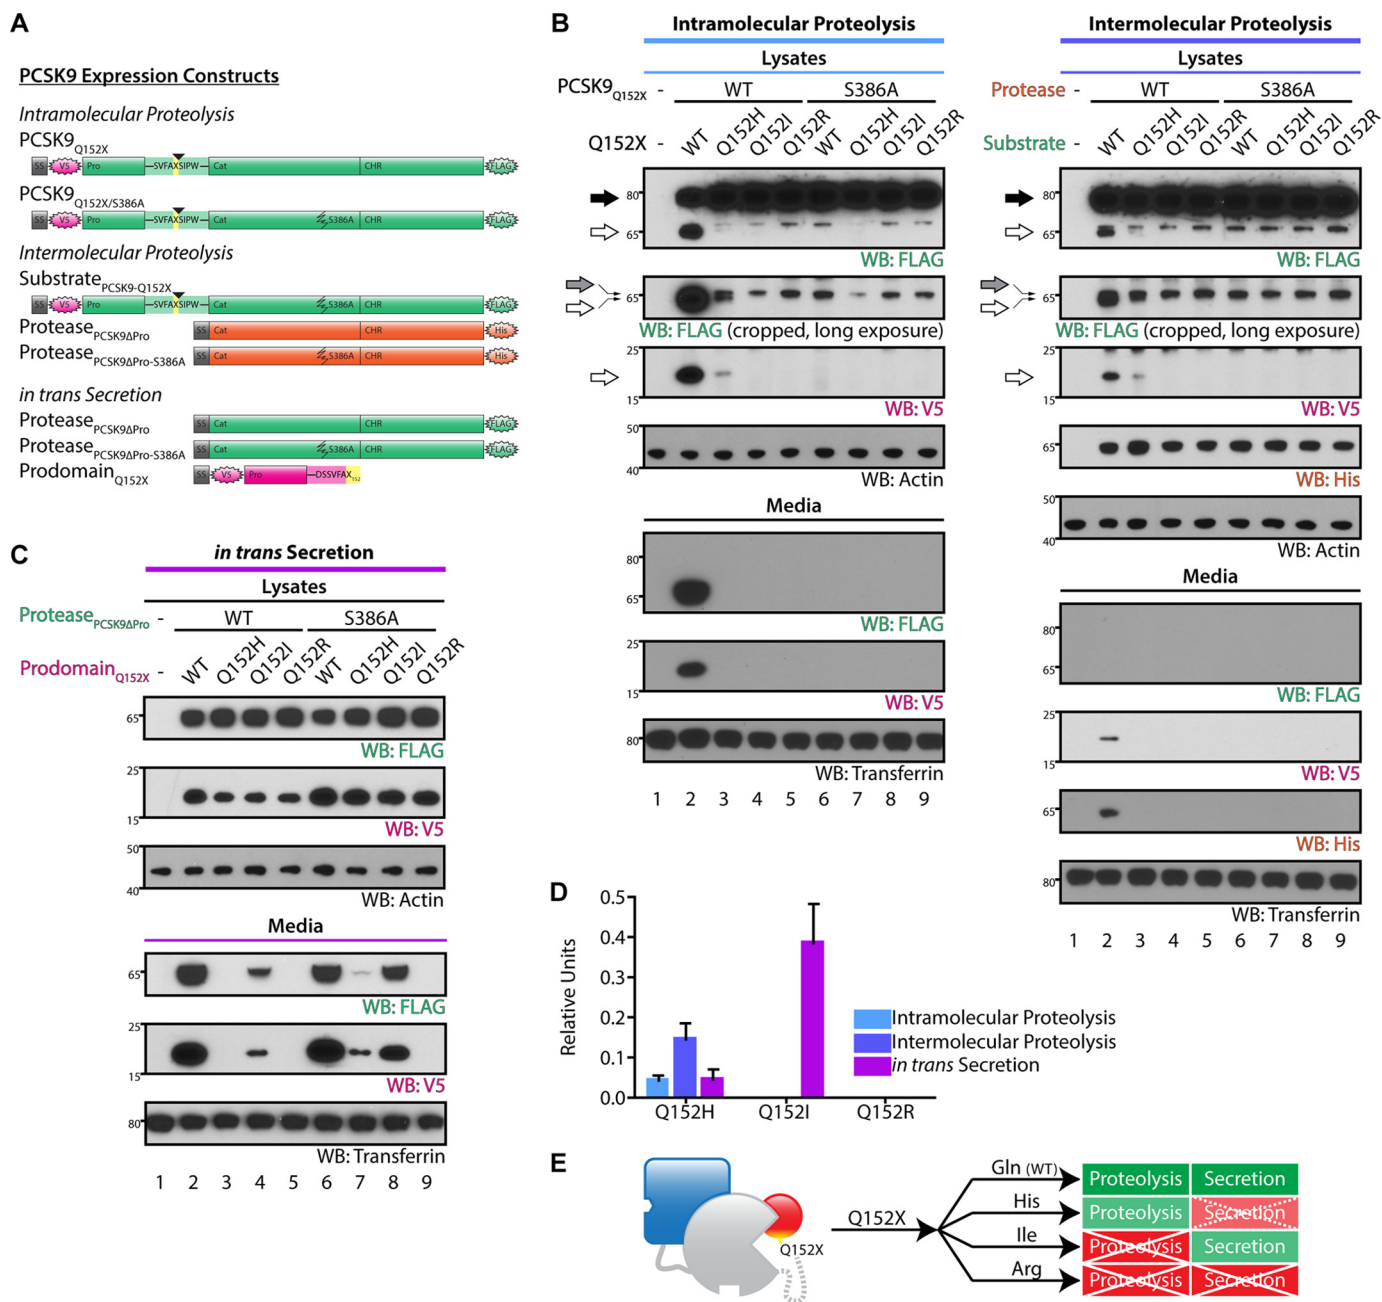 A
PCSK9 Expression Constructs
Intramolecular Proteolysis
PCSK9Q152X
SS V5 Pro —SVFAXSIPW— Cat CHR FLAG
PCSK9Q152X/S386A
SS V5 Pro —SVFAXSIPW— Cat S386A CHR FLAG
Intermolecular Proteolysis
SubstratePCSK9-Q152X
SS V5 Pro —SVFAXSIPW— Cat S386A CHR FLAG
ProteasePCSK9ΔPro
SS Cat CHR His
ProteasePCSK9ΔPro-S386A
SS Cat S386A CHR His
in trans Secretion
ProteasePCSK9ΔPro
SS Cat CHR FLAG
ProteasePCSK9ΔPro-S386A
SS Cat S386A CHR FLAG
ProdomainQ152X
SS V5 Pro —DSSVFAX152
B
Intramolecular Proteolysis
Lysates
PCSK9Q152X - WT S386A
Q152X - WT Q152H Q152I Q152R WT Q152H Q152I Q152R
80
65
WB: FLAG
65
WB: FLAG (cropped, long exposure)
25
15
WB: V5
50
40
WB: Actin
Media
80
65
WB: FLAG
25
15
WB: V5
80
WB: Transferrin
1 2 3 4 5 6 7 8 9
Intermolecular Proteolysis
Lysates
Protease - WT S386A
Substrate - WT Q152H Q152I Q152R WT Q152H Q152I Q152R
80
65
WB: FLAG
65
WB: FLAG (cropped, long exposure)
25
15
WB: V5
65
WB: His
50
40
WB: Actin
Media
80
65
WB: FLAG
25
15
WB: V5
65
WB: His
80
WB: Transferrin
1 2 3 4 5 6 7 8 9
C
in trans Secretion
Lysates
ProteasePCSK9ΔPro - WT S386A
ProdomainQ152X - WT Q152H Q152I Q152R WT Q152H Q152I Q152R
65
WB: FLAG
25
15
WB: V5
50
40
WB: Actin
Media
65
WB: FLAG
25
15
WB: V5
80
WB: Transferrin
1 2 3 4 5 6 7 8 9
D
Relative Units
0.5
0.4
0.3
0.2
0.1
0.0
Q152H Q152I Q152R
Intramolecular Proteolysis
Intermolecular Proteolysis
in trans Secretion
E
Q152X
Q152X
Gln (WT) Proteolysis Secretion
His Proteolysis Secretion
Ile Proteolysis Secretion
Arg Proteolysis Secretion